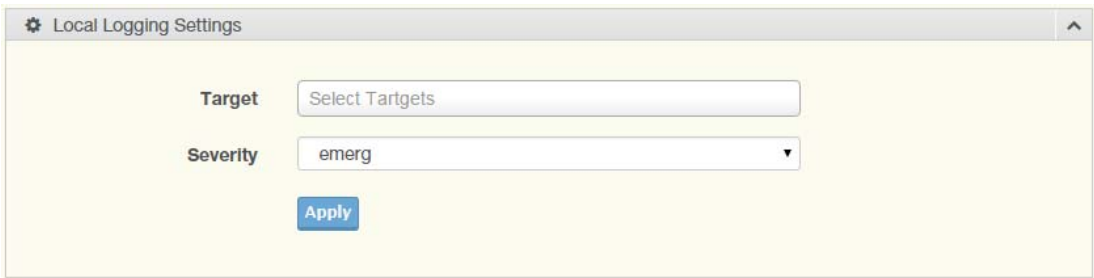 Local Logging Settings
Target Select Tartgets
Severity emerg
Apply